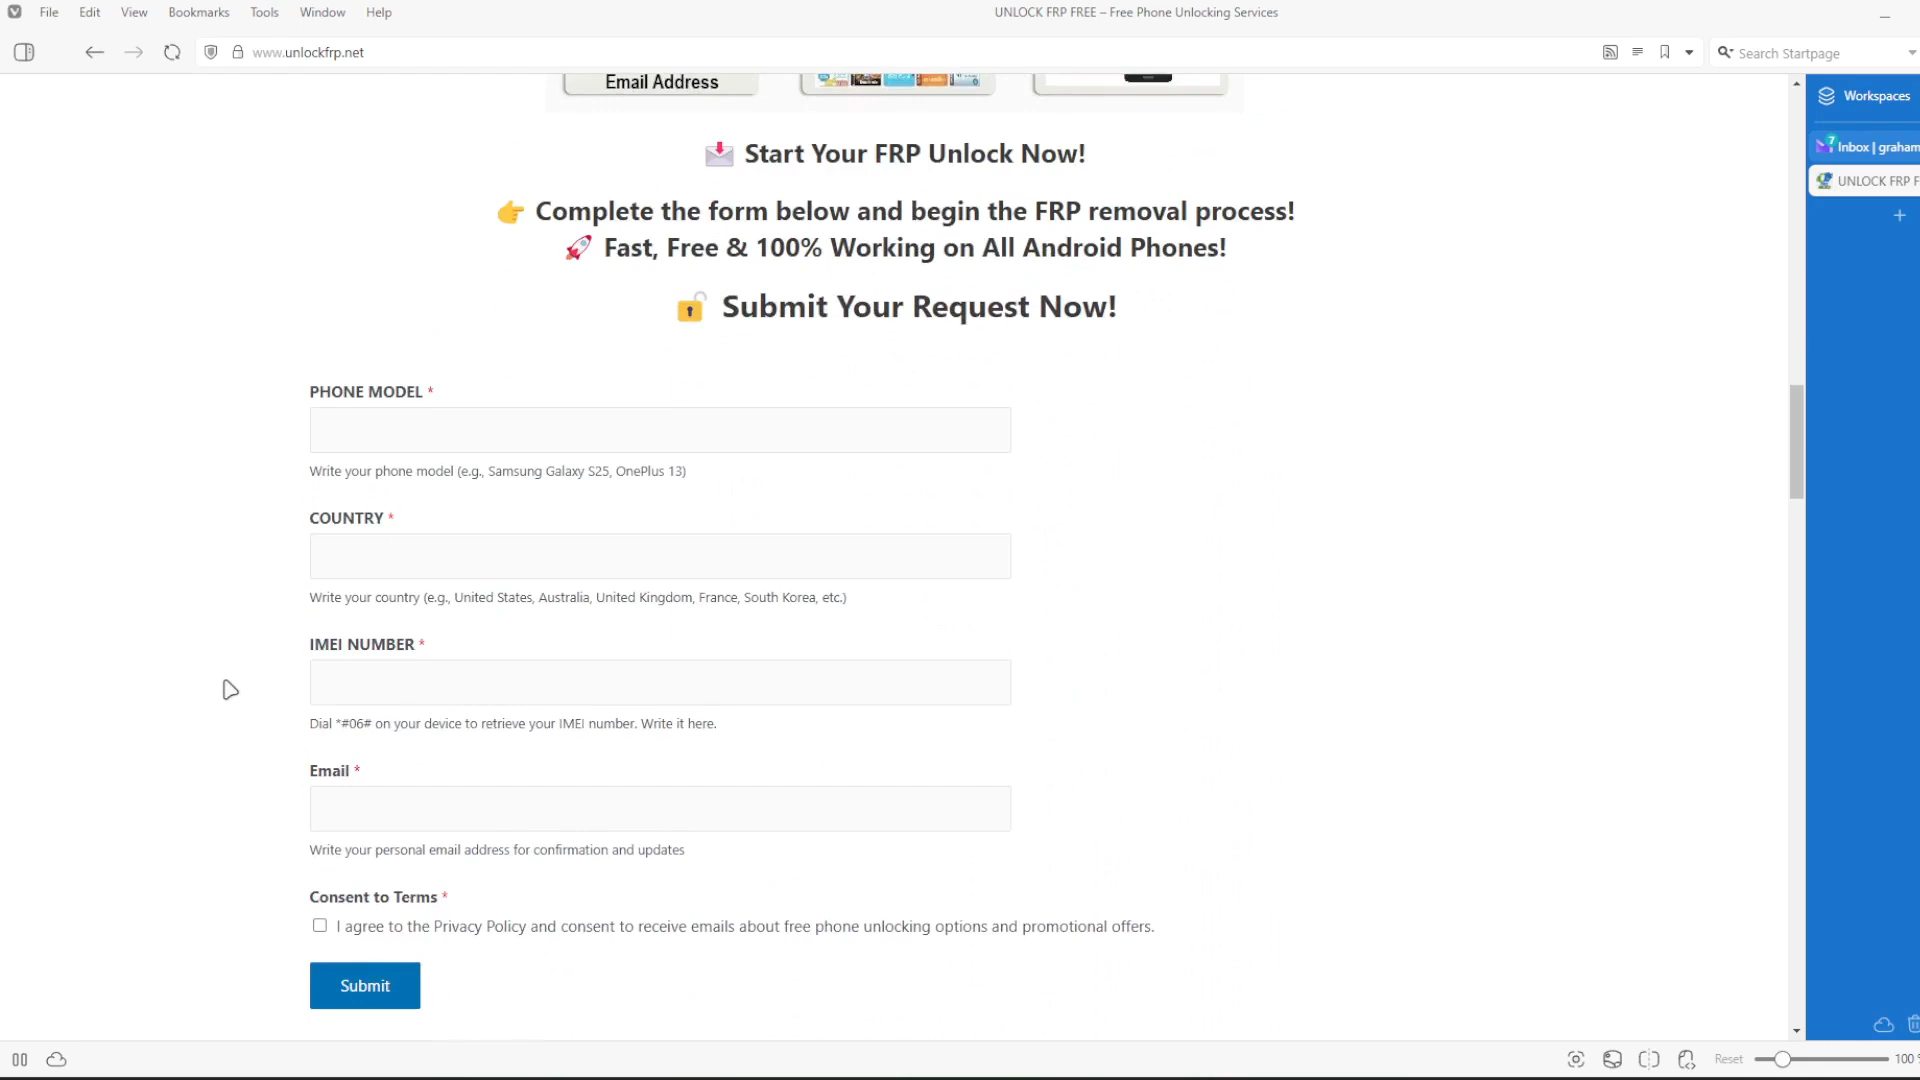 File Edit View Bookmarks Tools Window Help
UNLOCK FRP FREE – Free Phone Unlocking Services
www.unlockfrp.net
Search Startpage
Email Address
Workspaces
7
Inbox | graham
UNLOCK FRP F
Start Your FRP Unlock Now!
Complete the form below and begin the FRP removal process!
Fast, Free & 100% Working on All Android Phones!
Submit Your Request Now!
PHONE MODEL *
Write your phone model (e.g., Samsung Galaxy S25, OnePlus 13)
COUNTRY *
Write your country (e.g., United States, Australia, United Kingdom, France, South Korea, etc.)
IMEI NUMBER *
Dial *#06# on your device to retrieve your IMEI number. Write it here.
Email *
Write your personal email address for confirmation and updates
Consent to Terms *
I agree to the Privacy Policy and consent to receive emails about free phone unlocking options and promotional offers.
Submit
Reset
100 %